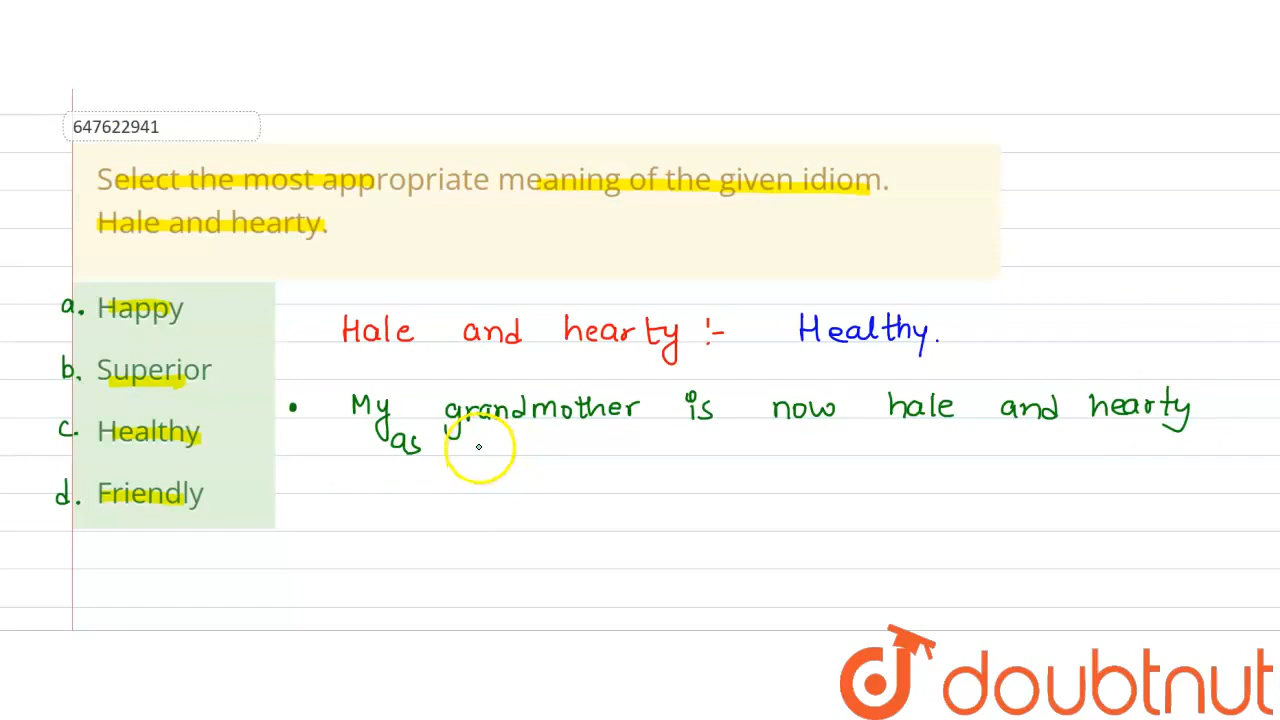 647622941
Select the most appropriate meaning of the given idiom.
Hale and hearty.
a. Happy
b. Superior
c. Healthy
d. Friendly
Hale and hearty :- Healthy.
• My grandmother is now hale and hearty
as
doubtnut